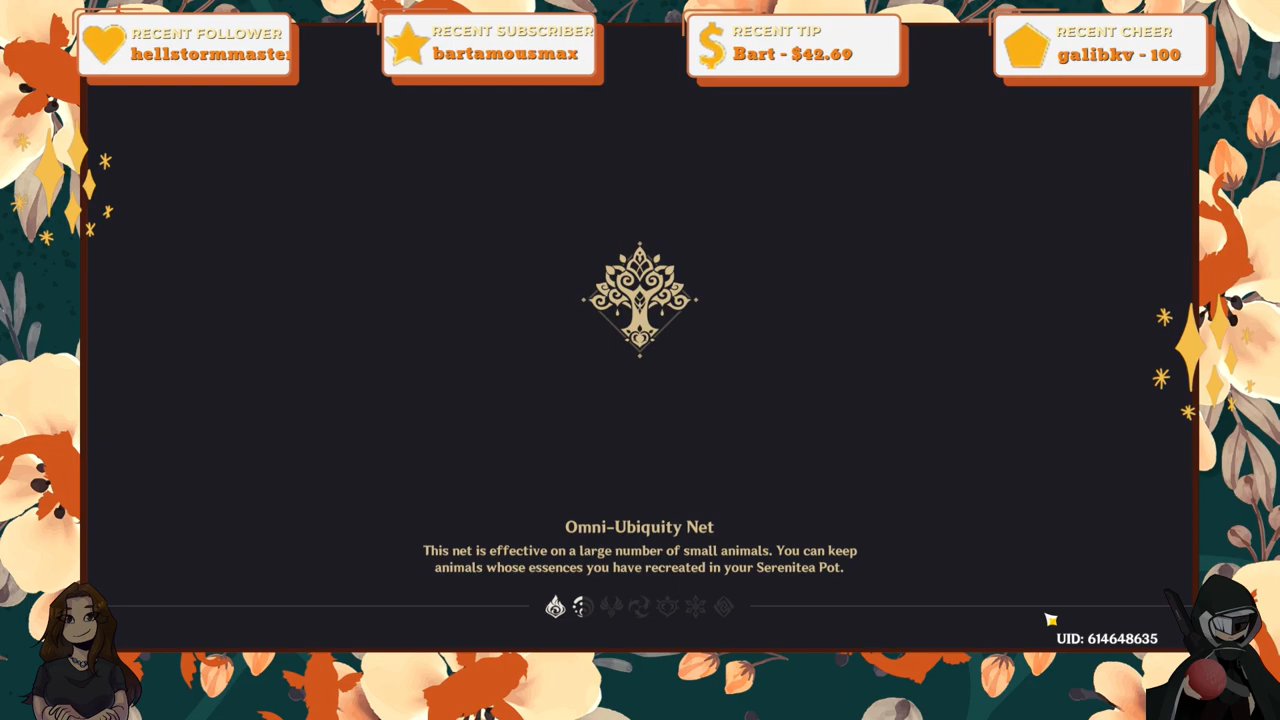 RECENT FOLLOWER
hellstormmaster
RECENT SUBSCRIBER
bartamousmax
RECENT TIP
Bart - $42.69
RECENT CHEER
galibkv - 100
Omni-Ubiquity Net
This net is effective on a large number of small animals. You can keep
animals whose essences you have recreated in your Serenitea Pot.
UID: 614648635